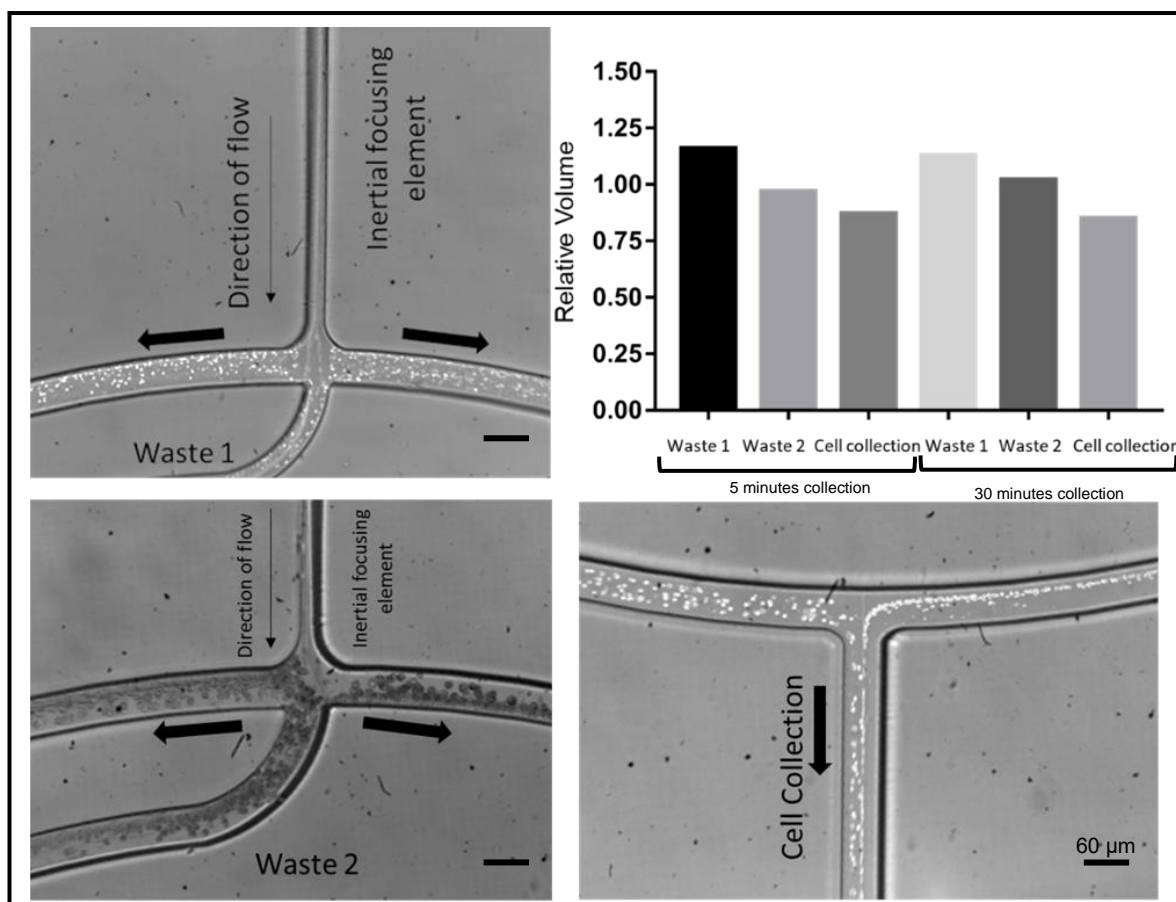 Direction of flow
Inertial focusing
element
Waste 1
Relative Volume
1.50
1.25
1.00
0.75
0.50
0.25
0.00
Waste 1 Waste 2 Cell collection Waste 1 Waste 2 Cell collection
5 minutes collection 30 minutes collection
Direction of flow
Inertial focusing
element
Waste 2
Cell Collection
60 µm